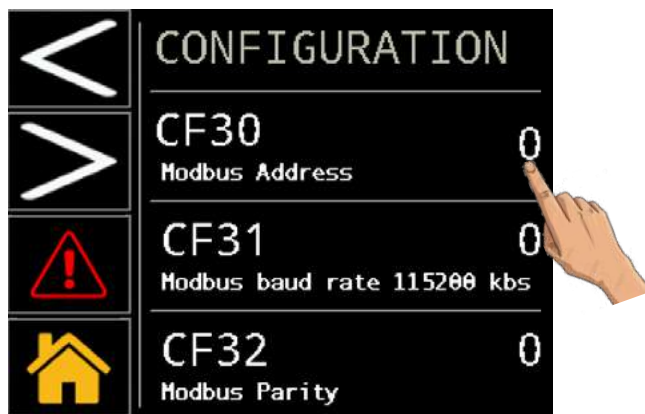 CONFIGURATION
CF30 0
Modbus Address
CF31 0
Modbus baud rate 115200 kbs
CF32 0
Modbus Parity